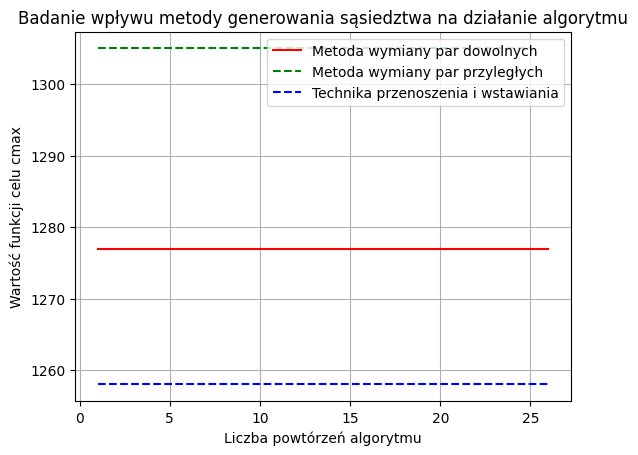 Badanie wpływu metody generowania sąsiedztwa na działanie algorytmu
Metoda wymiany par dowolnych
Metoda wymiany par przyległych
Technika przenoszenia i wstawiania
Wartość funkcji celu cmax
1300
1290
1280
1270
1260
0
5
10
15
20
25
Liczba powtórzeń algorytmu